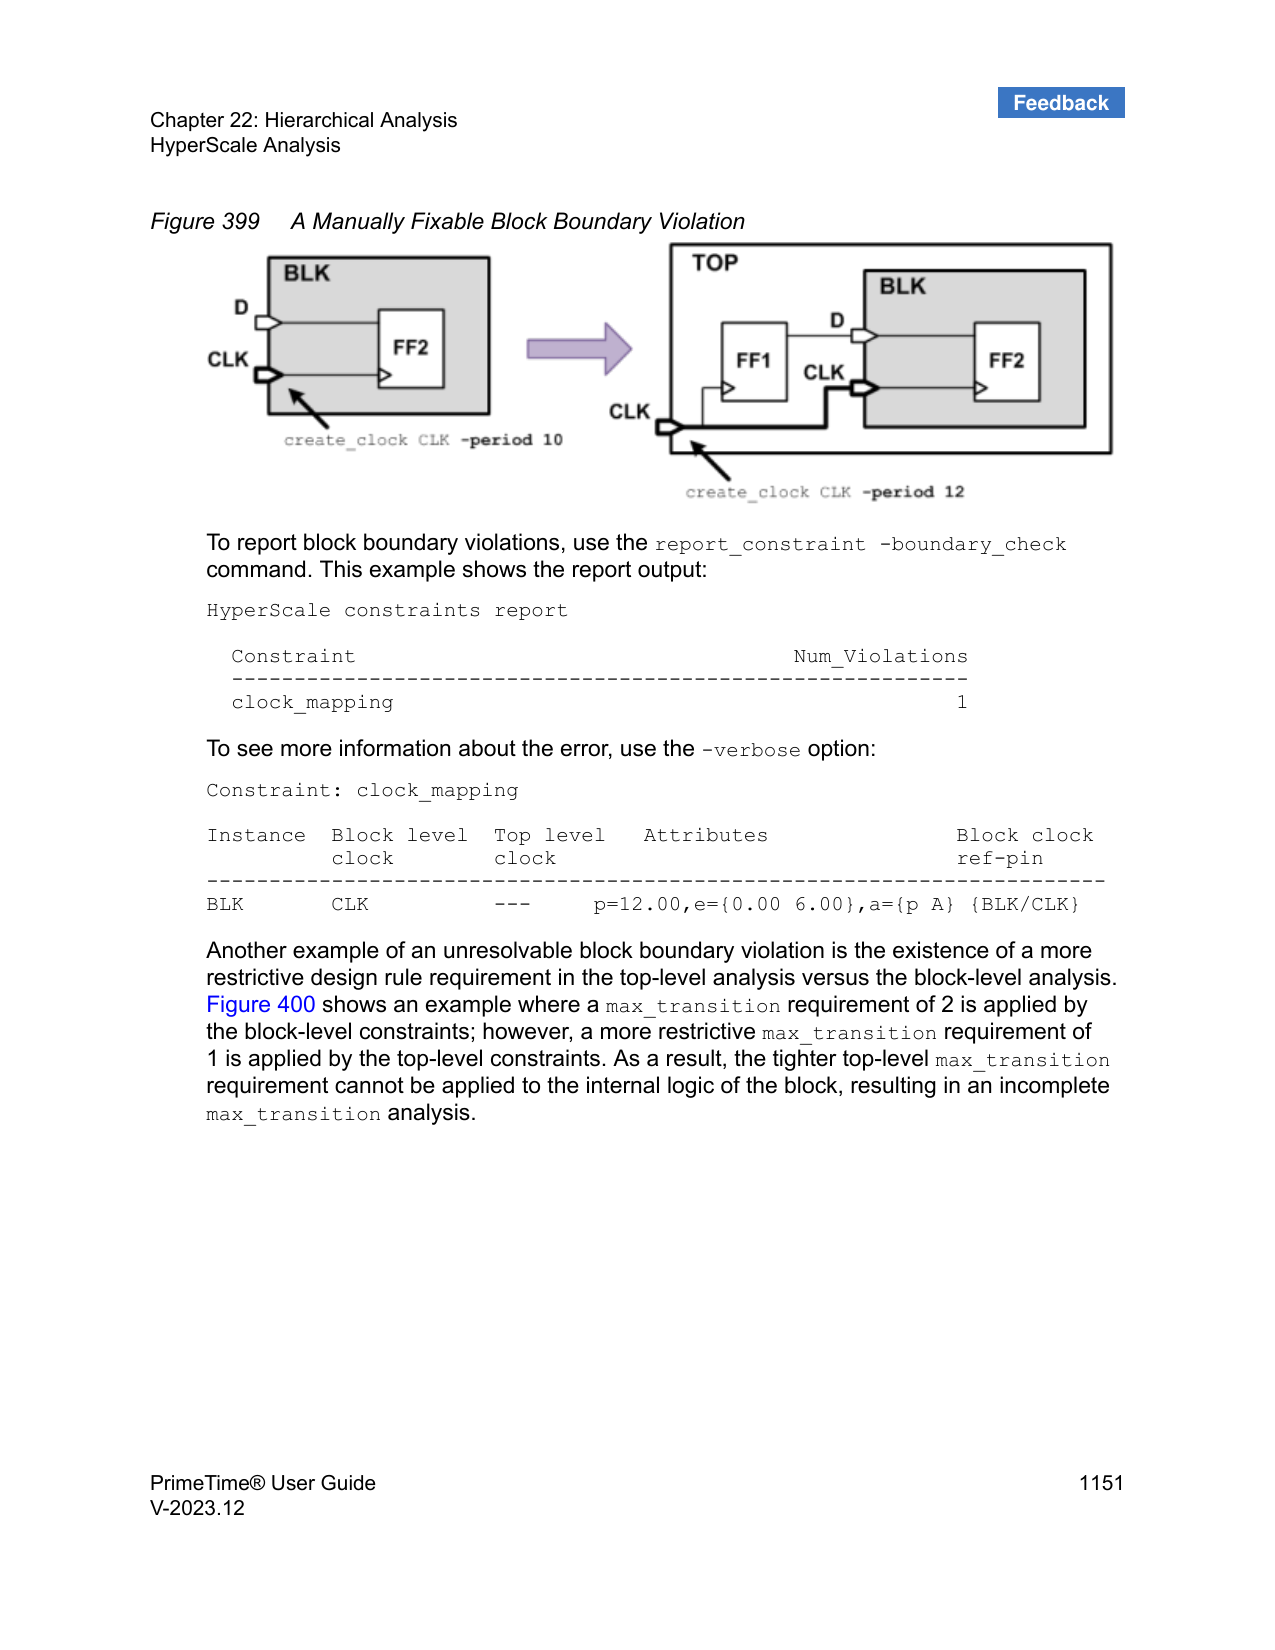 Feedback
Chapter 22: Hierarchical Analysis
HyperScale Analysis
Figure 399 A Manually Fixable Block Boundary Violation
BLK
D
FF2
CLK
create_clock CLK -period 10
TOP
BLK
D
FF1
FF2
CLK
CLK
create_clock CLK -period 12
To report block boundary violations, use the report_constraint -boundary_check
command. This example shows the report output:
HyperScale constraints report
Constraint Num_Violations
-----------------------------------------------------------
clock_mapping 1
To see more information about the error, use the -verbose option:
Constraint: clock_mapping
Instance Block level Top level Attributes Block clock
clock clock ref-pin
------------------------------------------------------------------------
BLK CLK --- p=12.00,e={0.00 6.00},a={p A} {BLK/CLK}
Another example of an unresolvable block boundary violation is the existence of a more
restrictive design rule requirement in the top-level analysis versus the block-level analysis.
Figure 400 shows an example where a max_transition requirement of 2 is applied by
the block-level constraints; however, a more restrictive max_transition requirement of
1 is applied by the top-level constraints. As a result, the tighter top-level max_transition
requirement cannot be applied to the internal logic of the block, resulting in an incomplete
max_transition analysis.
PrimeTime® User Guide 1151
V-2023.12